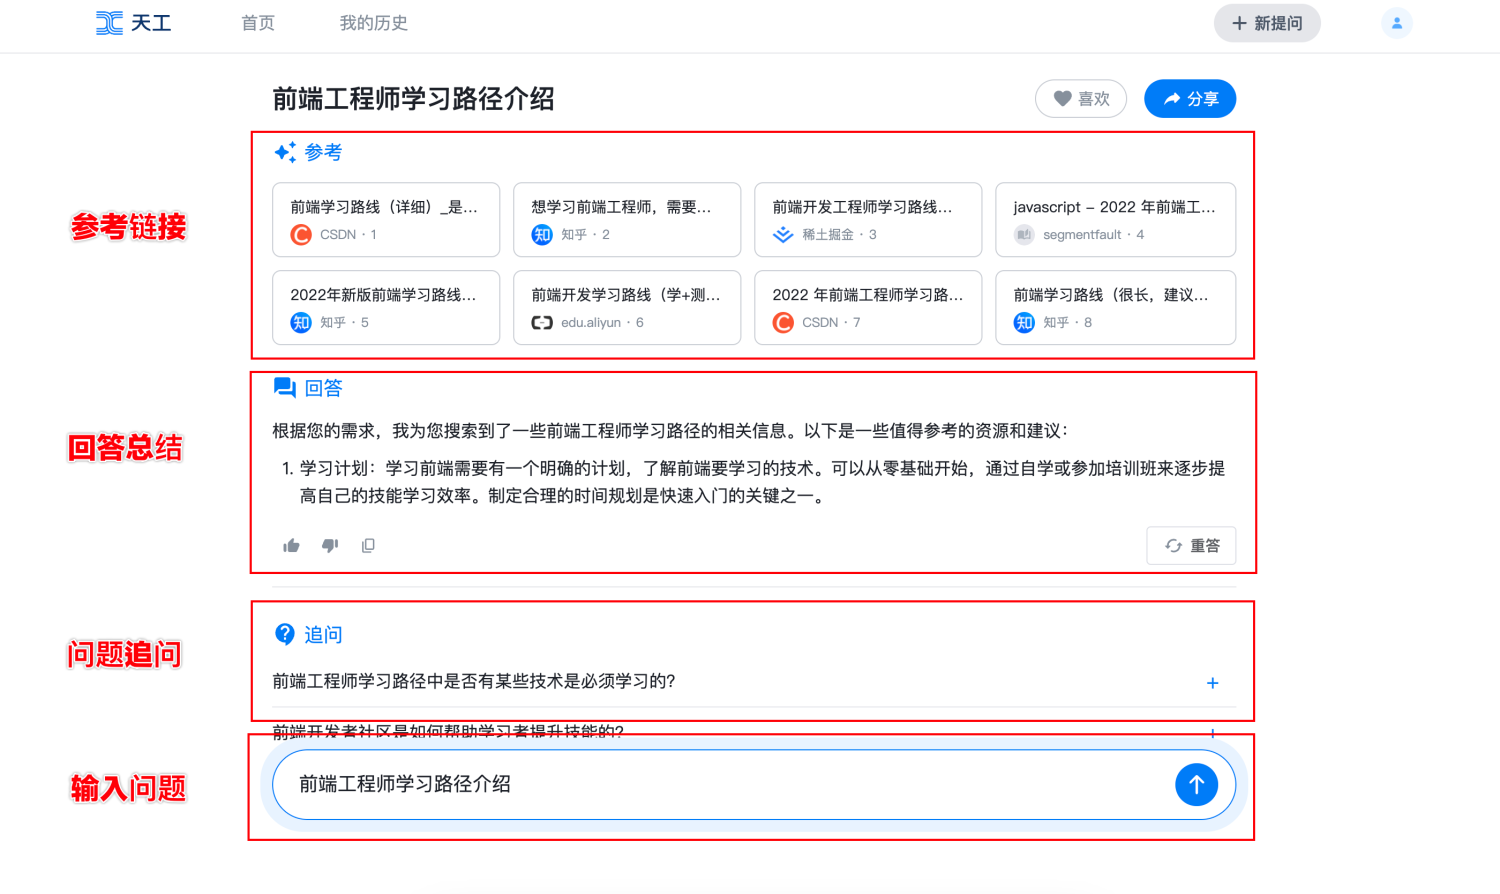 天工
首页
我的历史
新提问
前端工程师学习路径介绍
喜欢
分享
参考链接
参考
前端学习路线（详细）_是...
CSDN · 1
想学习前端工程师，需要...
知乎 · 2
前端开发工程师学习路线...
稀土掘金 · 3
javascript – 2022 年前端工...
segmentfault · 4
2022年新版前端学习路线...
知乎 · 5
前端开发学习路线（学+测...
edu.aliyun · 6
2022 年前端工程师学习路...
CSDN · 7
前端学习路线（很长，建议...
知乎 · 8
回答总结
回答
根据您的需求，我为您搜索到了一些前端工程师学习路径的相关信息。以下是一些值得参考的资源和建议：
1. 学习计划：学习前端需要有一个明确的计划，了解前端要学习的技术。可以从零基础开始，通过自学或参加培训班来逐步提
高自己的技能学习效率。制定合理的时间规划是快速入门的关键之一。
重答
问题追问
追问
前端工程师学习路径中是否有某些技术是必须学习的?
前端开发者社区是如何帮助学习者提升技能的?
输入问题
前端工程师学习路径介绍